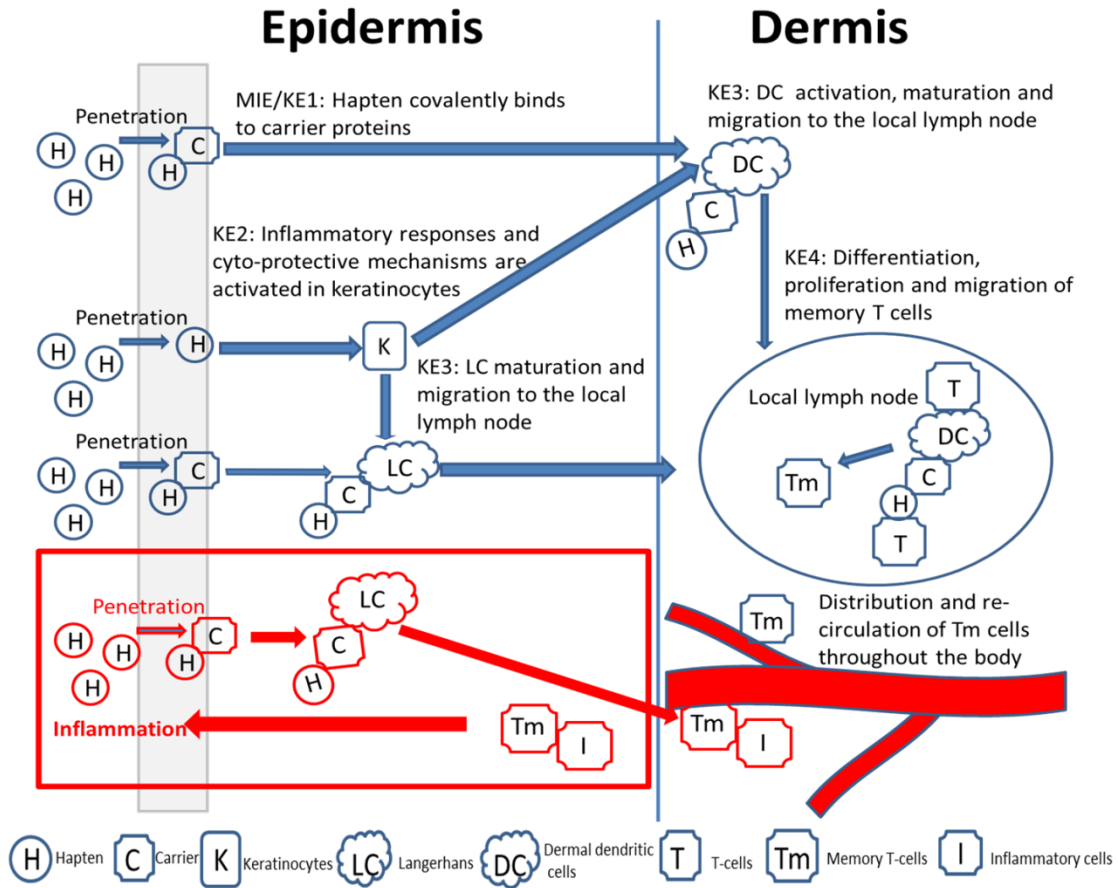 Epidermis
Dermis
Penetration
MIE/KE1: Hapten covalently binds
to carrier proteins
KE3: DC activation, maturation and
migration to the local lymph node
H
H
H
C
H
DC
C
H
KE2: Inflammatory responses and
cyto-protective mechanisms are
activated in keratinocytes
KE4: Differentiation,
proliferation and migration of
memory T cells
Penetration
H
H
H
H
K
KE3: LC maturation and
migration to the local
lymph node
Local lymph node
T
DC
C
H
T
Tm
Penetration
H
H
H
C
H
LC
C
H
Penetration
H
H
H
C
H
LC
C
H
Tm
Distribution and re-
circulation of Tm cells
throughout the body
Inflammation
Tm
I
Tm
I
H Hapten
C Carrier
K Keratinocytes
LC Langerhans
DC Dermal dendritic
cells
T T-cells
Tm Memory T-cells
I Inflammatory cells